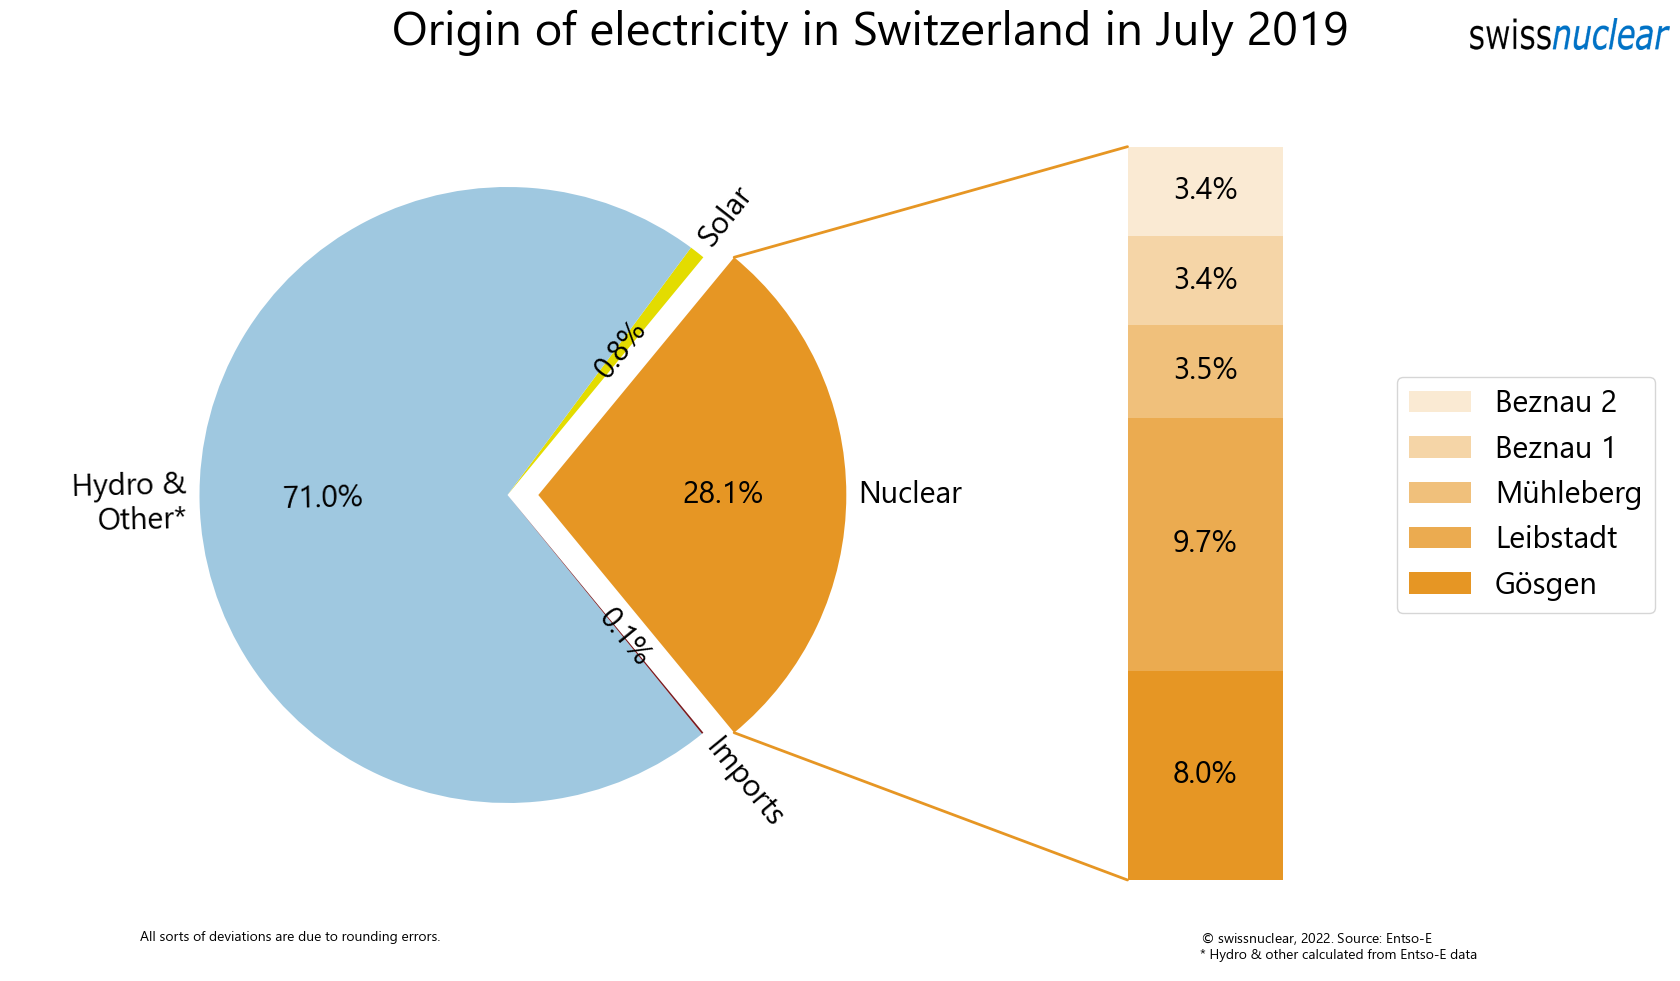 Origin of electricity in Switzerland in July 2019
swissnuclear
Solar
0.8%
Hydro &
Other*
71.0%
28.1%
Nuclear
0.1%
Imports
3.4%
3.4%
3.5%
9.7%
8.0%
Beznau 2
Beznau 1
Mühleberg
Leibstadt
Gösgen
All sorts of deviations are due to rounding errors.
© swissnuclear, 2022. Source: Entso-E
* Hydro & other calculated from Entso-E data